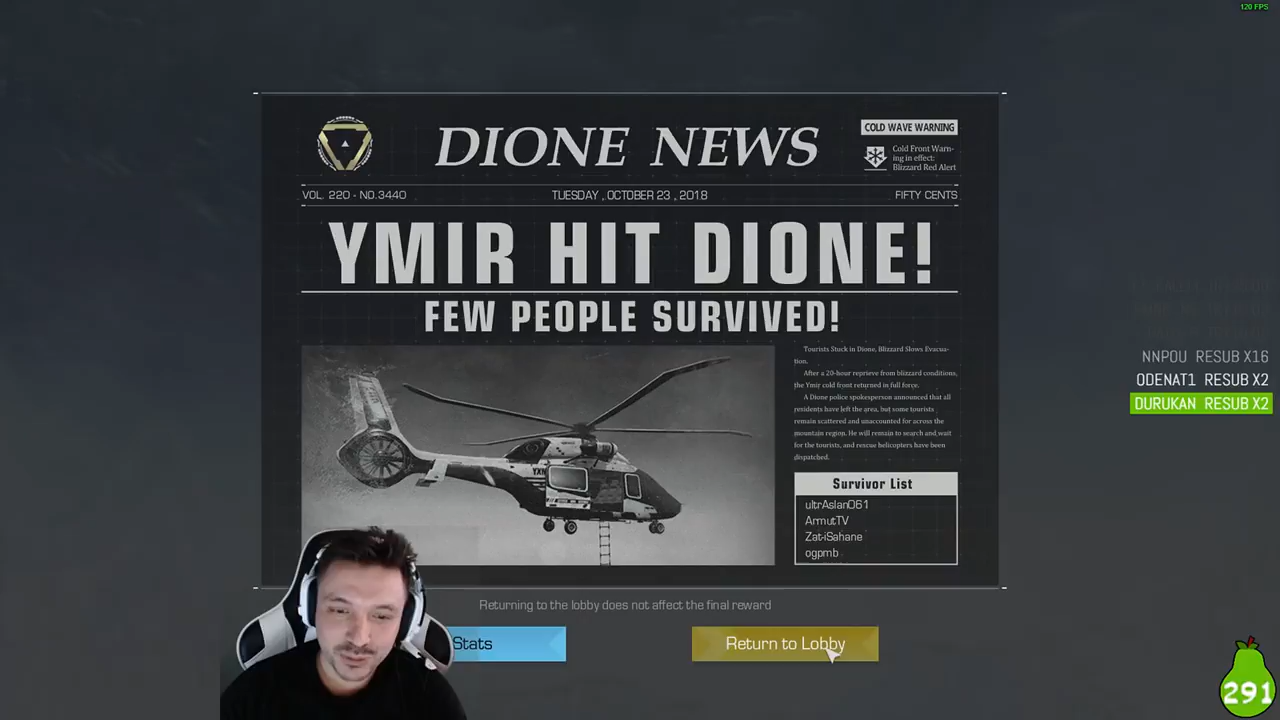 120 FPS
DIONE NEWS
COLD WAVE WARNING
Cold Front Warn-
ing in effect:
Blizzard Red Alert
VOL. 220 - NO.3440
TUESDAY , OCTOBER 23 , 2018
FIFTY CENTS
YMIR HIT DIONE!
FEW PEOPLE SURVIVED!
Tourists Stuck in Dione, Blizzard Slows Evacua-
tion.
After a 20-hour reprieve from blizzard conditions,
the Ymir cold front returned in full force.
A Dione police spokesperson announced that all
residents have left the area, but some tourists
remain scattered and unaccounted for across the
mountain region. He will remain to search and wait
for the tourists, and rescue helicopters have been
dispatched.
Survivor List
ultrAslan061
ArmutTV
Zat-iSahane
ogpmb
NNPOU RESUB X16
ODENAT1 RESUB X2
DURUKAN RESUB X2
Returning to the lobby does not affect the final reward
Stats
Return to Lobby
291